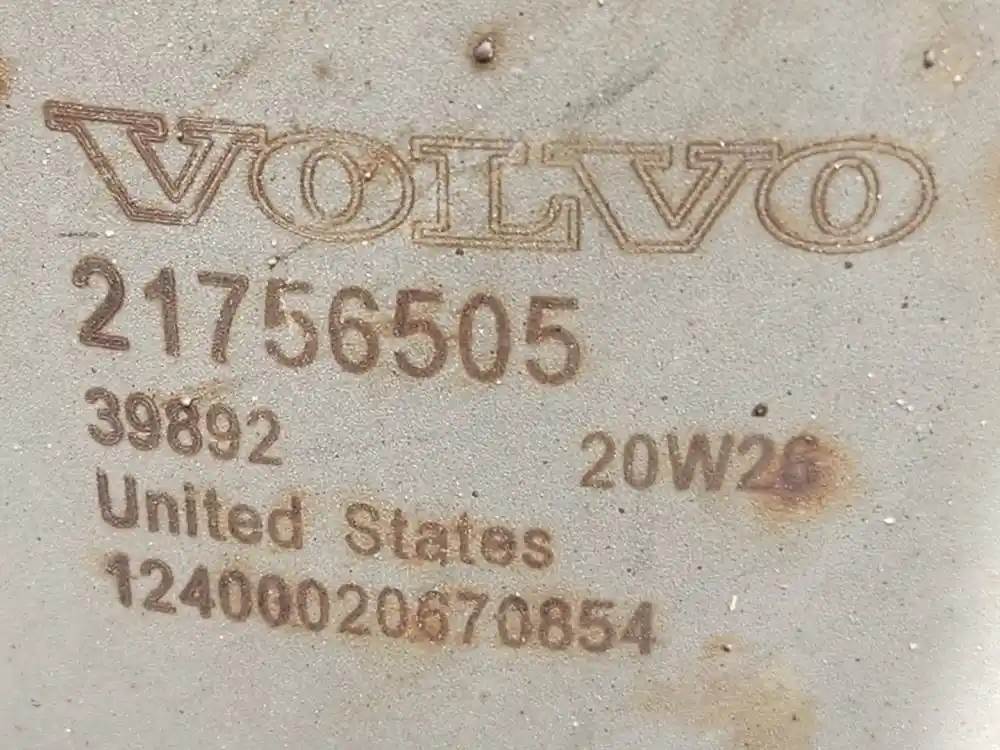 VOLVO
21756505
39892
20W26
United States
12400020670854